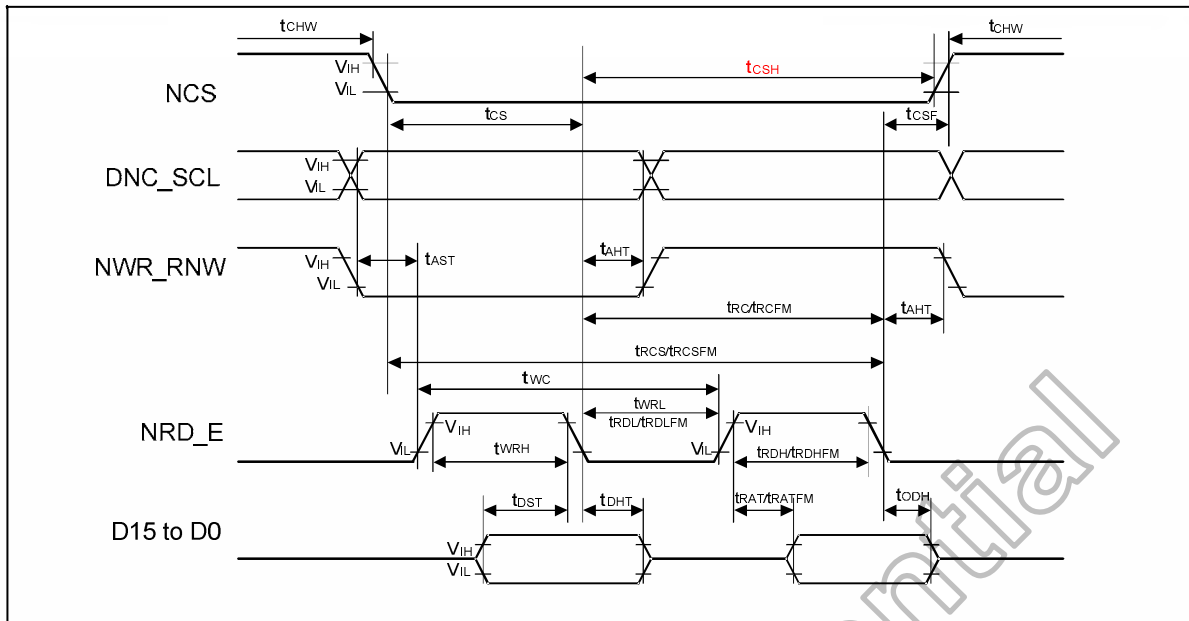 tCHW
tCHW
VIH
VIL
NCS
tCSH
tCS
tCSF
DNC_SCL
VIH
VIL
NWR_RNW
VIH
VIL
tAST
tAHT
tRC/tRCFM
tAHT
tRCS/tRCSFM
tWC
NRD_E
VIL
VIH
tWRH
tWRL
tRDL/tRDLFM
VIL
VIH
tRDH/tRDHFM
tDST
tDHT
tRAT/tRATFM
tODH
D15 to D0
VIH
VIL
ntial